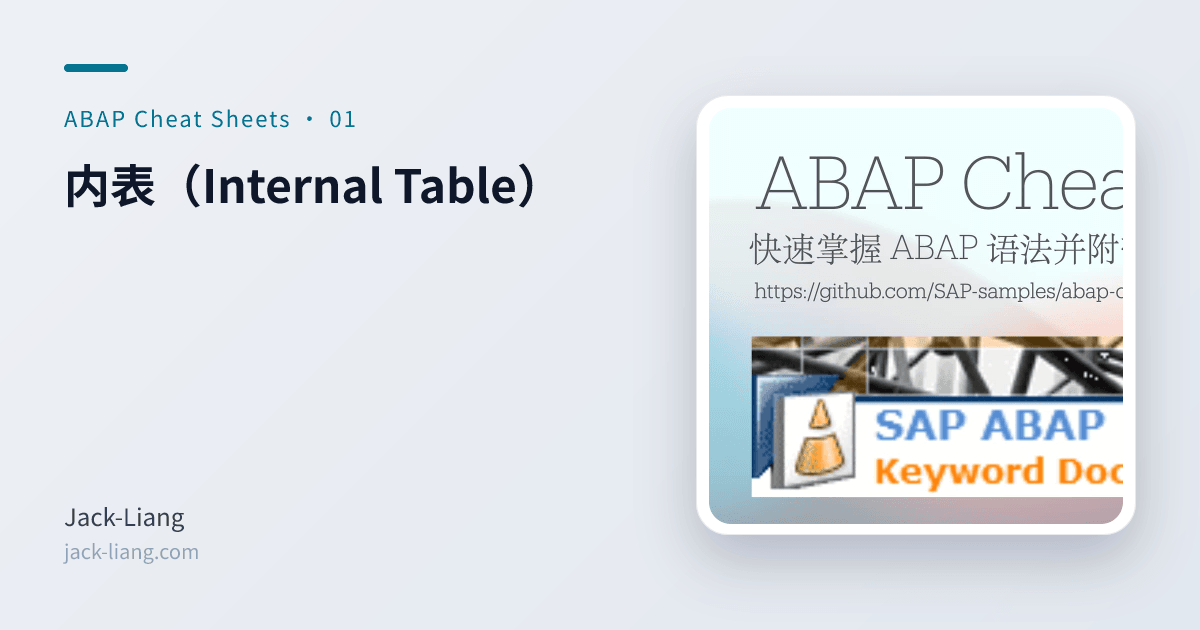 ABAP Cheat Sheets · 01
内表（Internal Table）
Jack-Liang
jack-liang.com
ABAP Chea
快速掌握 ABAP 语法并附
https://github.com/SAP-samples/abap-c
SAP ABAP
Keyword Doc